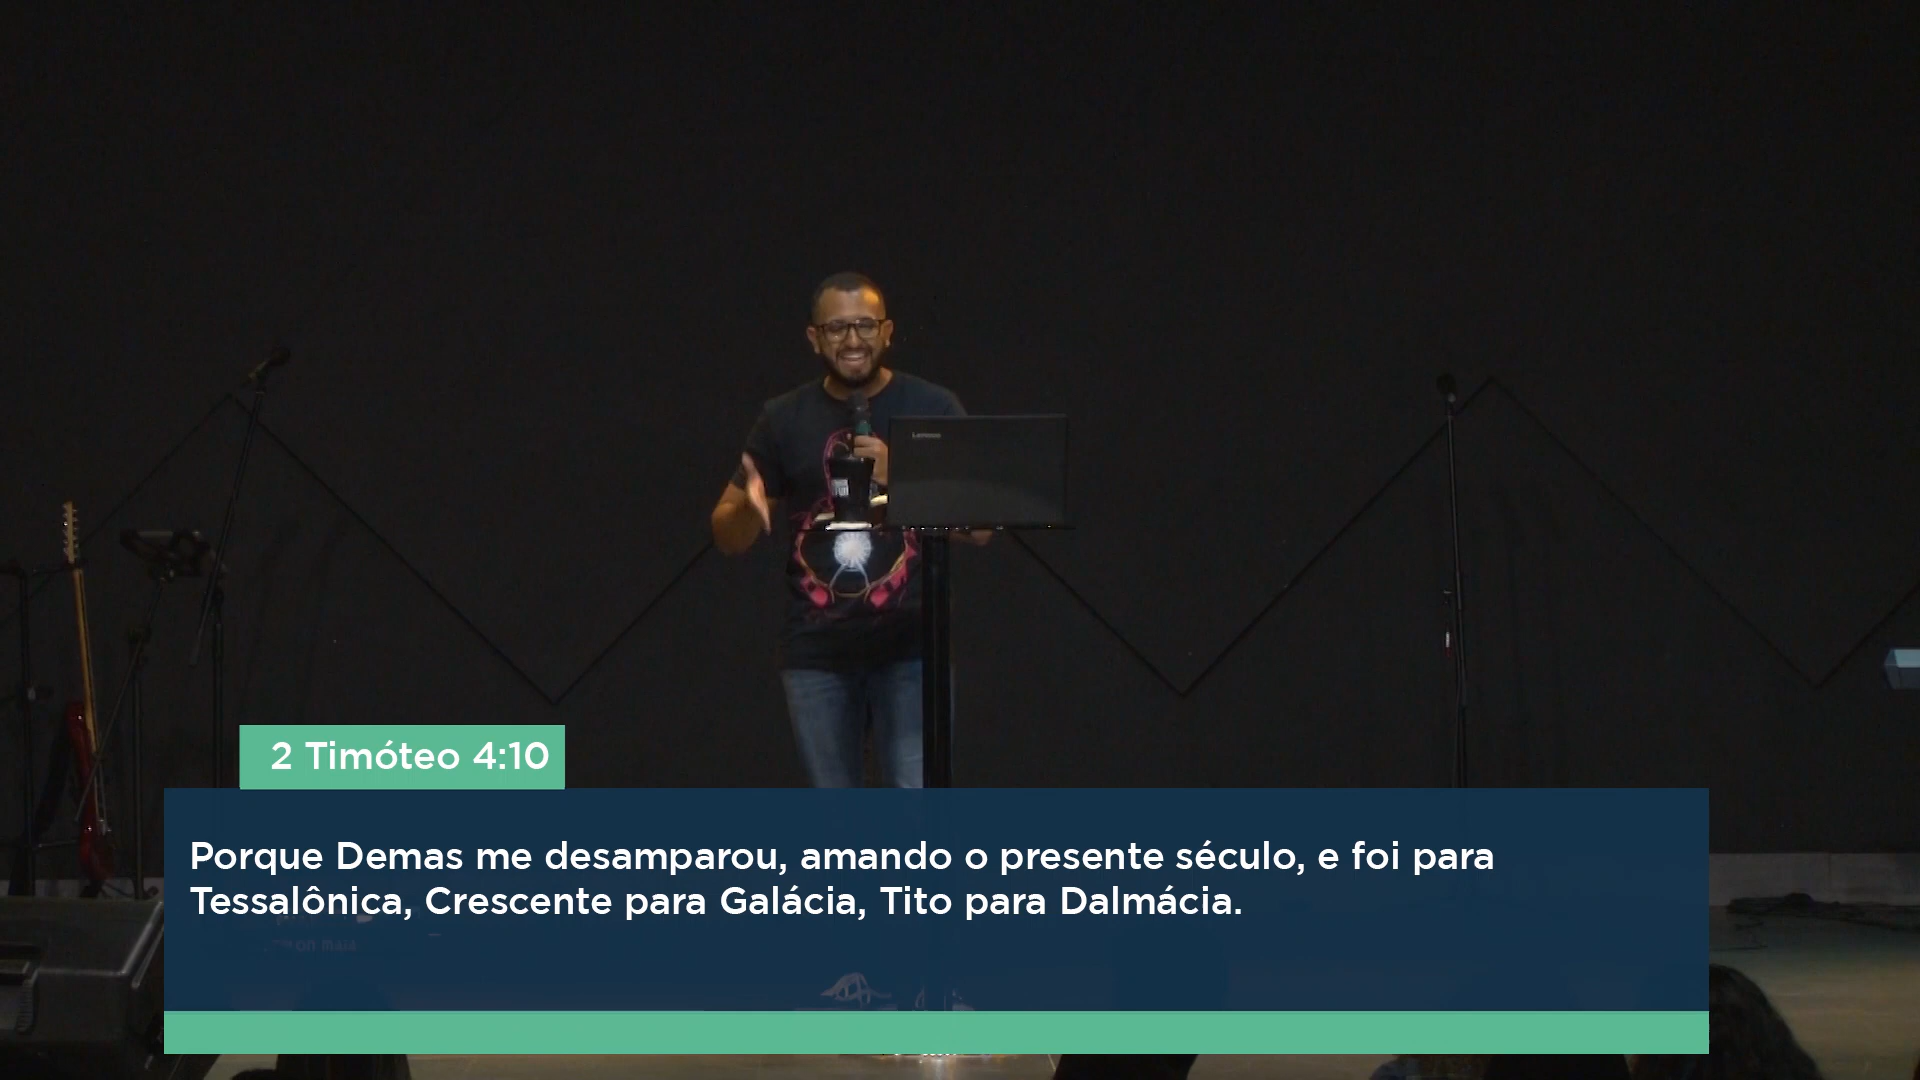 Lenovo
2 Timóteo 4:10
Porque Demas me desamparou, amando o presente século, e foi para
Tessalônica, Crescente para Galácia, Tito para Dalmácia.